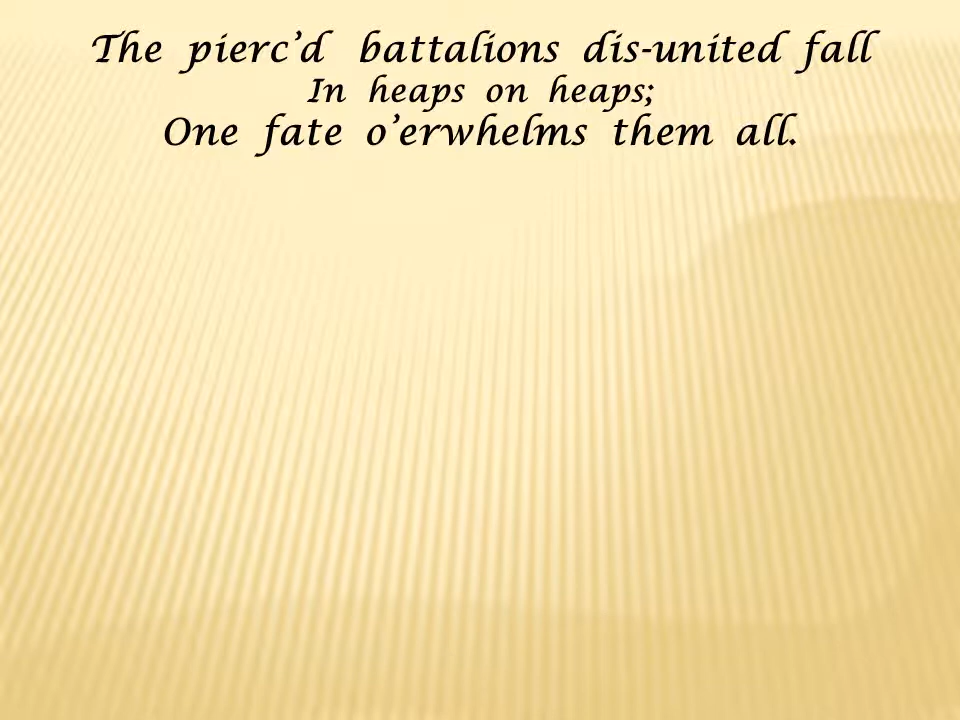 The pierc’d battalions dis-united fall
In heaps on heaps;
One fate o’erwhelms them all.